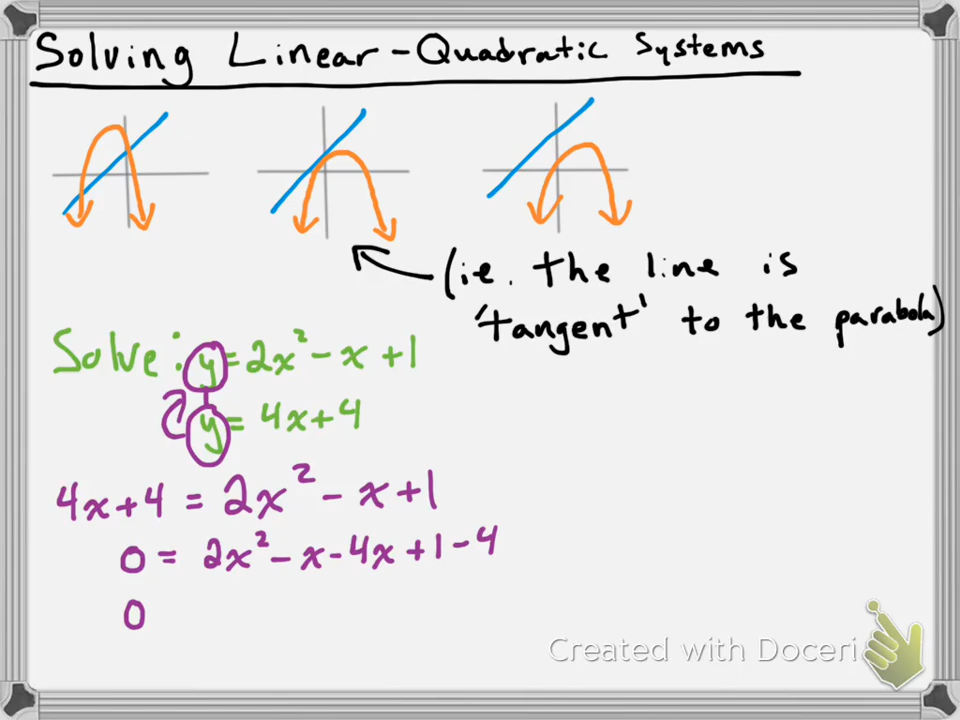 Solving Linear-Quadratic Systems
(ie. the line is
'tangent' to the parabola)
Solve: y = 2x² - x + 1
y = 4x + 4
4x + 4 = 2x² - x + 1
0 = 2x² - x - 4x + 1 - 4
0
Created with Doceri